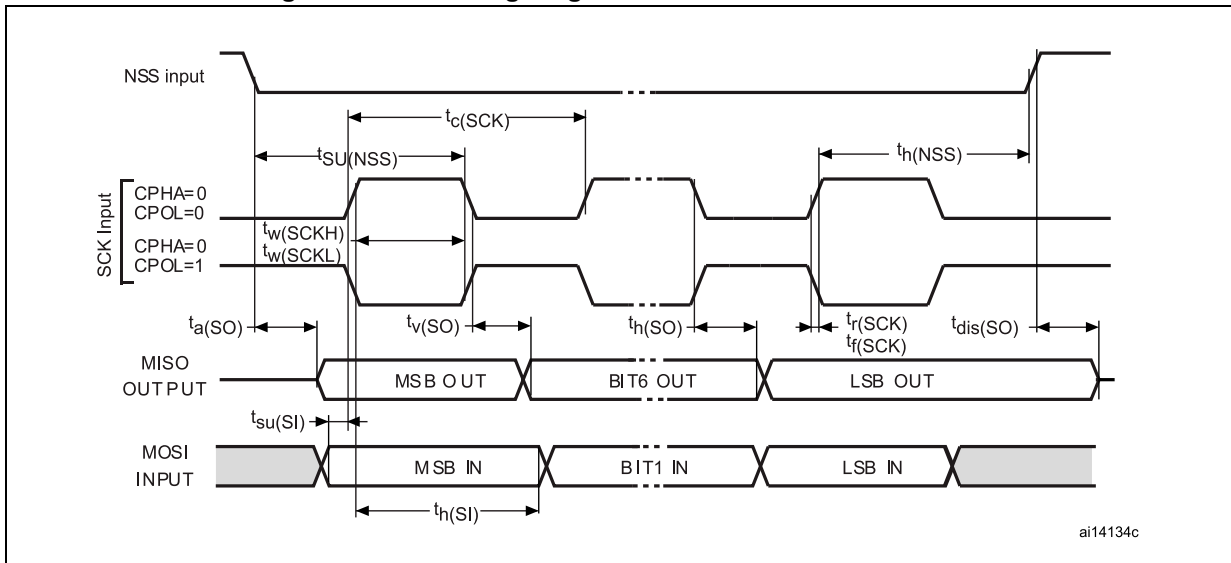 NSS input
tc(SCK)
tSU(NSS)
th(NSS)
SCK Input
CPHA=0
CPOL=0
CPHA=0
CPOL=1
tw(SCKH)
tw(SCKL)
ta(SO)
tv(SO)
th(SO)
tr(SCK)
tf(SCK)
tdis(SO)
MISO
OUTPUT
MSB OUT
BIT6 OUT
LSB OUT
tsu(SI)
MOSI
INPUT
MSB IN
BIT1 IN
LSB IN
th(SI)
ai14134c